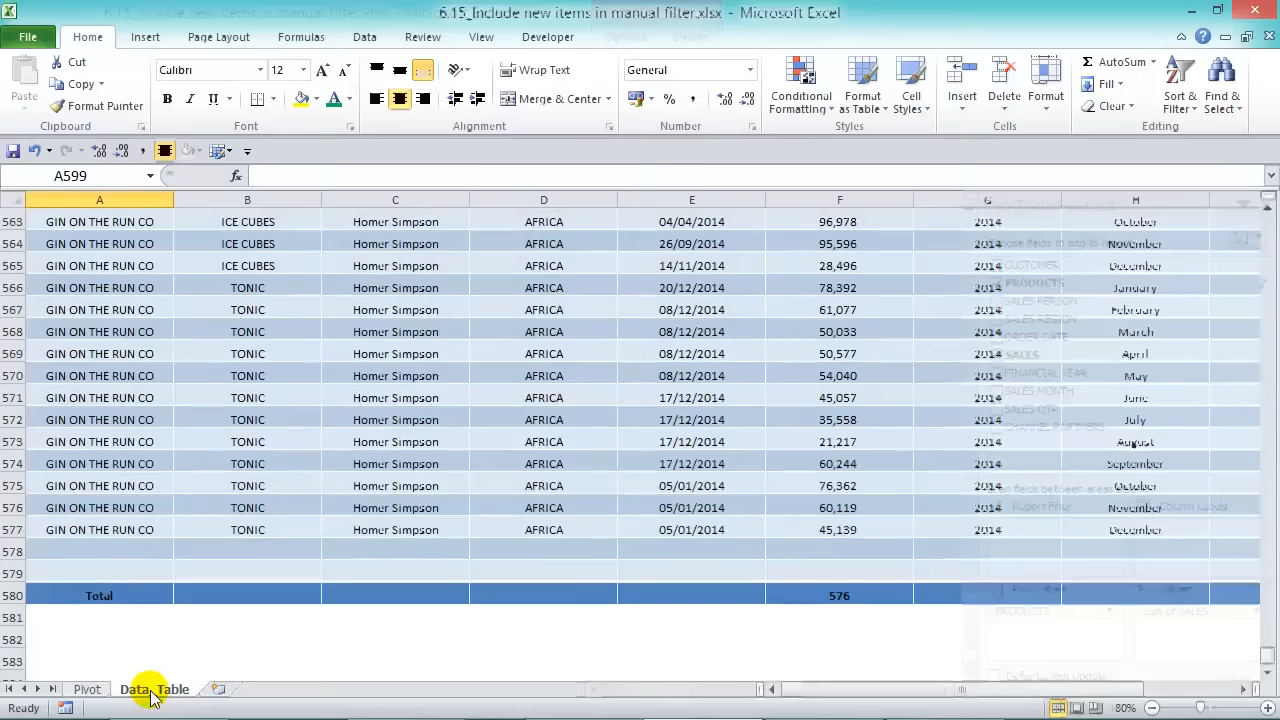 6.15_Include new items in manual filter.xlsx - Microsoft Excel
File Home Insert Page Layout Formulas Data Review View Developer
Paste Cut Calibri 12 Wrap Text General Conditional Formatting Format as Table Cell Styles Insert Delete Format AutoSum Sort & Filter Find & Select
Copy Fill
Format Painter B I U Merge & Center % , Clear
Clipboard Font Alignment Number Styles Cells Editing
A599 fx
A B C D E F G H
563 GIN ON THE RUN CO ICE CUBES Homer Simpson AFRICA 04/04/2014 96,978 2014 October
564 GIN ON THE RUN CO ICE CUBES Homer Simpson AFRICA 26/09/2014 95,596 2014 November
565 GIN ON THE RUN CO ICE CUBES Homer Simpson AFRICA 14/11/2014 28,496 2014 December
566 GIN ON THE RUN CO TONIC Homer Simpson AFRICA 20/12/2014 78,392 2014 January
567 GIN ON THE RUN CO TONIC Homer Simpson AFRICA 08/12/2014 61,077 2014 February
568 GIN ON THE RUN CO TONIC Homer Simpson AFRICA 08/12/2014 50,033 2014 March
569 GIN ON THE RUN CO TONIC Homer Simpson AFRICA 08/12/2014 50,577 2014 April
570 GIN ON THE RUN CO TONIC Homer Simpson AFRICA 08/12/2014 54,040 2014 May
571 GIN ON THE RUN CO TONIC Homer Simpson AFRICA 17/12/2014 45,057 2014 June
572 GIN ON THE RUN CO TONIC Homer Simpson AFRICA 17/12/2014 35,558 2014 July
573 GIN ON THE RUN CO TONIC Homer Simpson AFRICA 17/12/2014 21,217 2014 August
574 GIN ON THE RUN CO TONIC Homer Simpson AFRICA 17/12/2014 60,244 2014 September
575 GIN ON THE RUN CO TONIC Homer Simpson AFRICA 05/01/2014 76,362 2014 October
576 GIN ON THE RUN CO TONIC Homer Simpson AFRICA 05/01/2014 60,119 2014 November
577 GIN ON THE RUN CO TONIC Homer Simpson AFRICA 05/01/2014 45,139 2014 December
578
579
580 Total 576
581
582
583
Pivot Data_Table
Ready 80%